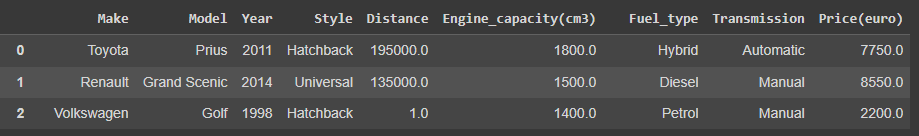 Make Model Year Style Distance Engine_capacity(cm3) Fuel_type Transmission Price(euro)
0 Toyota Prius 2011 Hatchback 195000.0 1800.0 Hybrid Automatic 7750.0
1 Renault Grand Scenic 2014 Universal 135000.0 1500.0 Diesel Manual 8550.0
2 Volkswagen Golf 1998 Hatchback 1.0 1400.0 Petrol Manual 2200.0